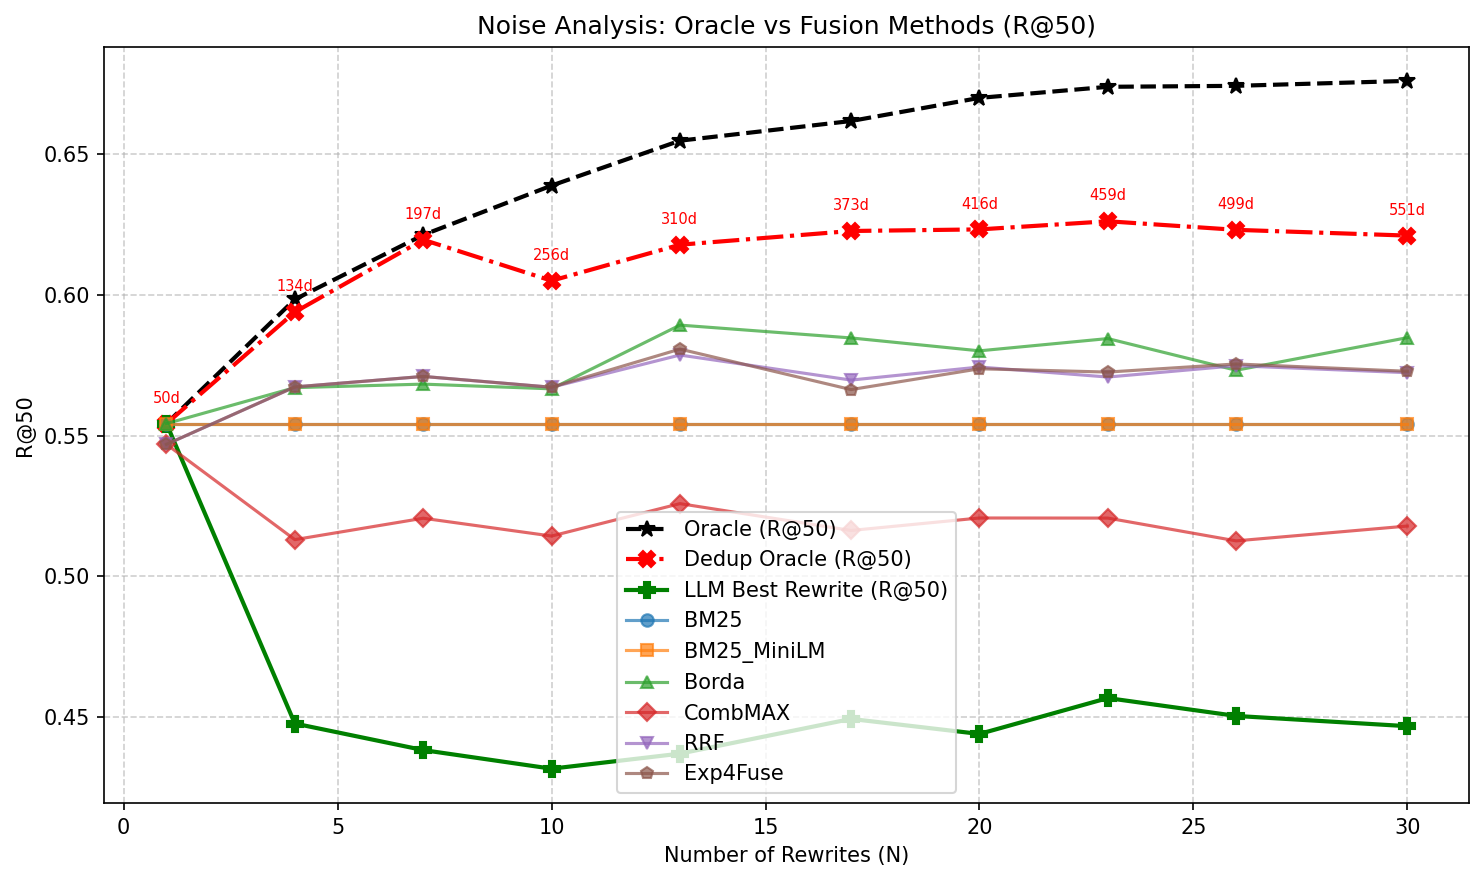 Noise Analysis: Oracle vs Fusion Methods (R@50)
R@50
0.65
0.60
0.55
0.50
0.45
50d
134d
197d
256d
310d
373d
416d
459d
499d
551d
Oracle (R@50)
Dedup Oracle (R@50)
LLM Best Rewrite (R@50)
BM25
BM25_MiniLM
Borda
CombMAX
RRF
Exp4Fuse
0 5 10 15 20 25 30
Number of Rewrites (N)